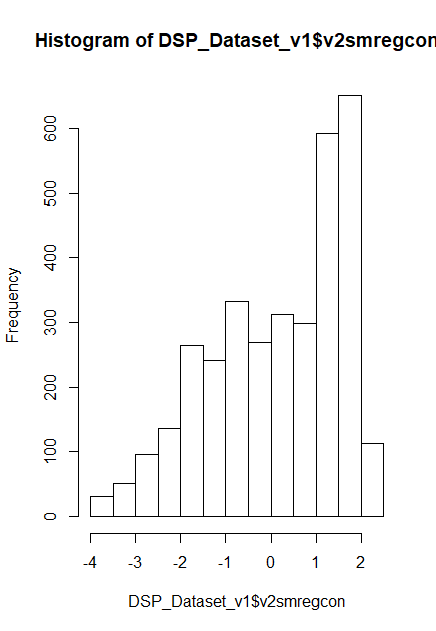 Histogram of DSP_Dataset_v1$v2smregcon
600
500
400
300
200
100
0
Frequency
-4 -3 -2 -1 0 1 2
DSP_Dataset_v1$v2smregcon